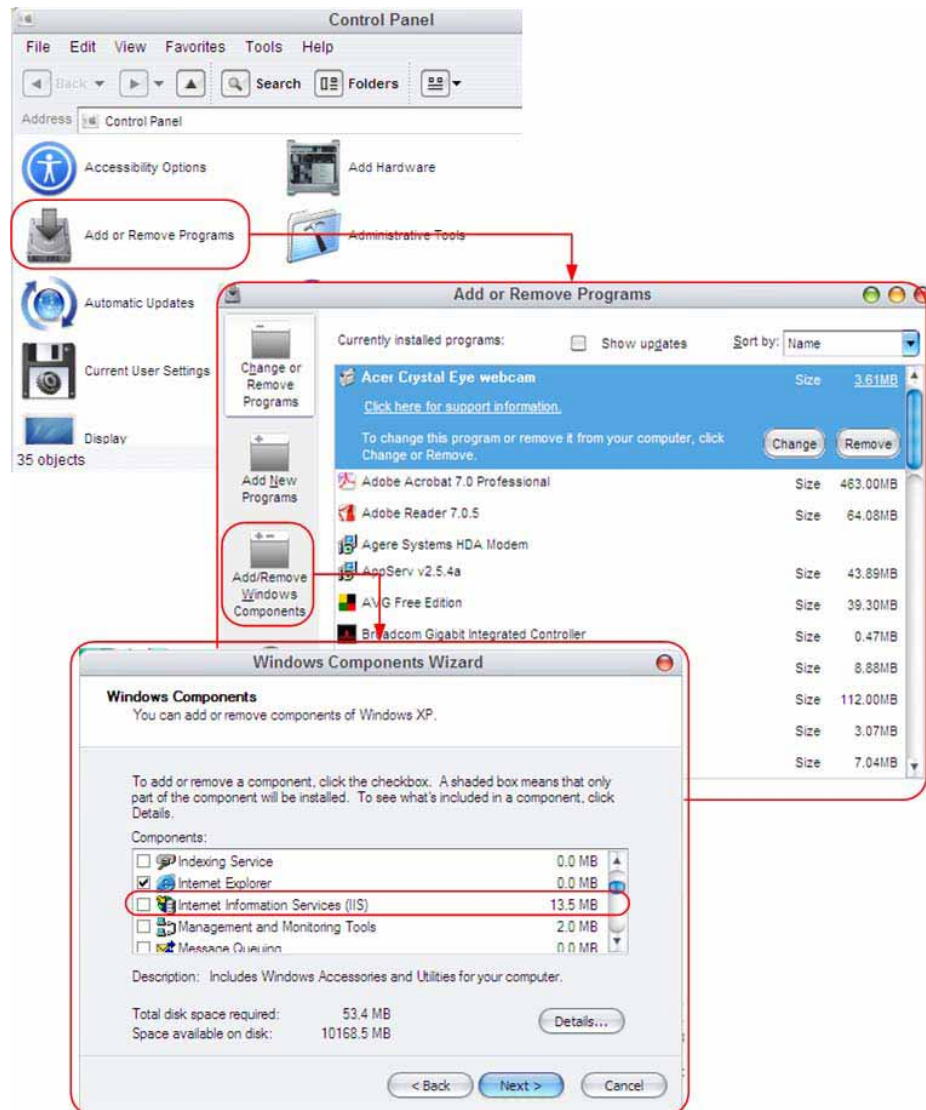 Control Panel
File Edit View Favorites Tools Help
Back Search Folders
Address Control Panel
Accessibility Options
Add Hardware
Add or Remove Programs
Administrative Tools
Automatic Updates
Current User Settings
Display
35 objects
Add or Remove Programs
Change or
Remove
Programs
Add New
Programs
Add/Remove
Windows
Components
Currently installed programs:
Show updates
Sort by: Name
Acer Crystal Eye webcam Size 3.61MB
Click here for support information.
To change this program or remove it from your computer, click
Change or Remove.
Change Remove
Adobe Acrobat 7.0 Professional Size 463.00MB
Adobe Reader 7.0.5 Size 64.08MB
Agere Systems HDA Modem
AppServ v2.5.4a Size 43.89MB
AVG Free Edition Size 39.30MB
Broadcom Gigabit Integrated Controller Size 0.47MB
Size 8.88MB
Size 112.00MB
Size 3.07MB
Size 7.04MB
Windows Components Wizard
Windows Components
You can add or remove components of Windows XP.
To add or remove a component, click the checkbox. A shaded box means that only
part of the component will be installed. To see what's included in a component, click
Details.
Components:
Indexing Service 0.0 MB
Internet Explorer 0.0 MB
Internet Information Services (IIS) 13.5 MB
Management and Monitoring Tools 2.0 MB
Message Queuing 0.0 MB
Description: Includes Windows Accessories and Utilities for your computer.
Total disk space required: 53.4 MB
Space available on disk: 10168.5 MB
Details...
< Back Next > Cancel